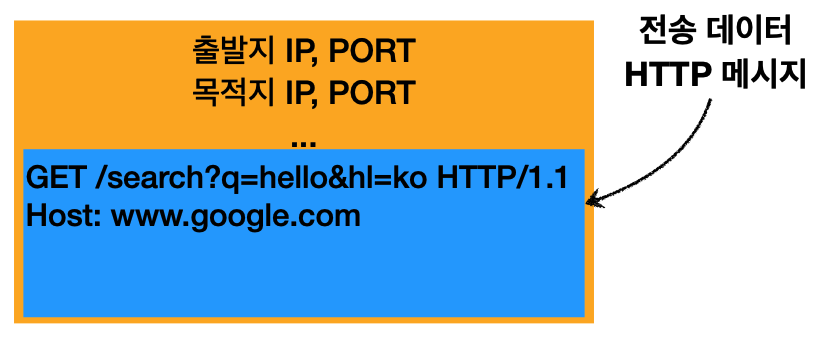 출발지 IP, PORT
목적지 IP, PORT
...
GET /search?q=hello&hl=ko HTTP/1.1
Host: www.google.com
전송 데이터
HTTP 메시지